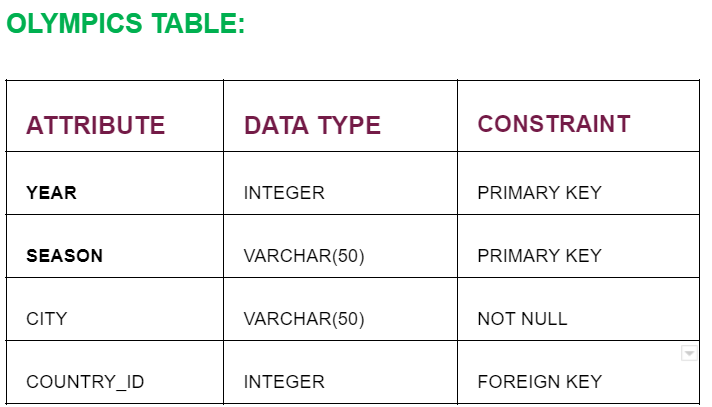 OLYMPICS TABLE:
ATTRIBUTE DATA TYPE CONSTRAINT
YEAR INTEGER PRIMARY KEY
SEASON VARCHAR(50) PRIMARY KEY
CITY VARCHAR(50) NOT NULL
COUNTRY_ID INTEGER FOREIGN KEY